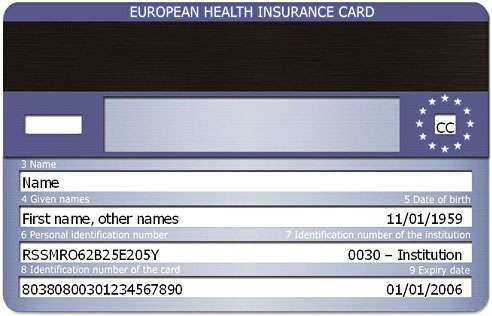 EUROPEAN HEALTH INSURANCE CARD
CC
3 Name
Name
4 Given names 5 Date of birth
First name, other names 11/01/1959
6 Personal identification number 7 Identification number of the institution
RSSMRO62B25E205Y 0030 – Institution
8 Identification number of the card 9 Expiry date
80380800301234567890 01/01/2006